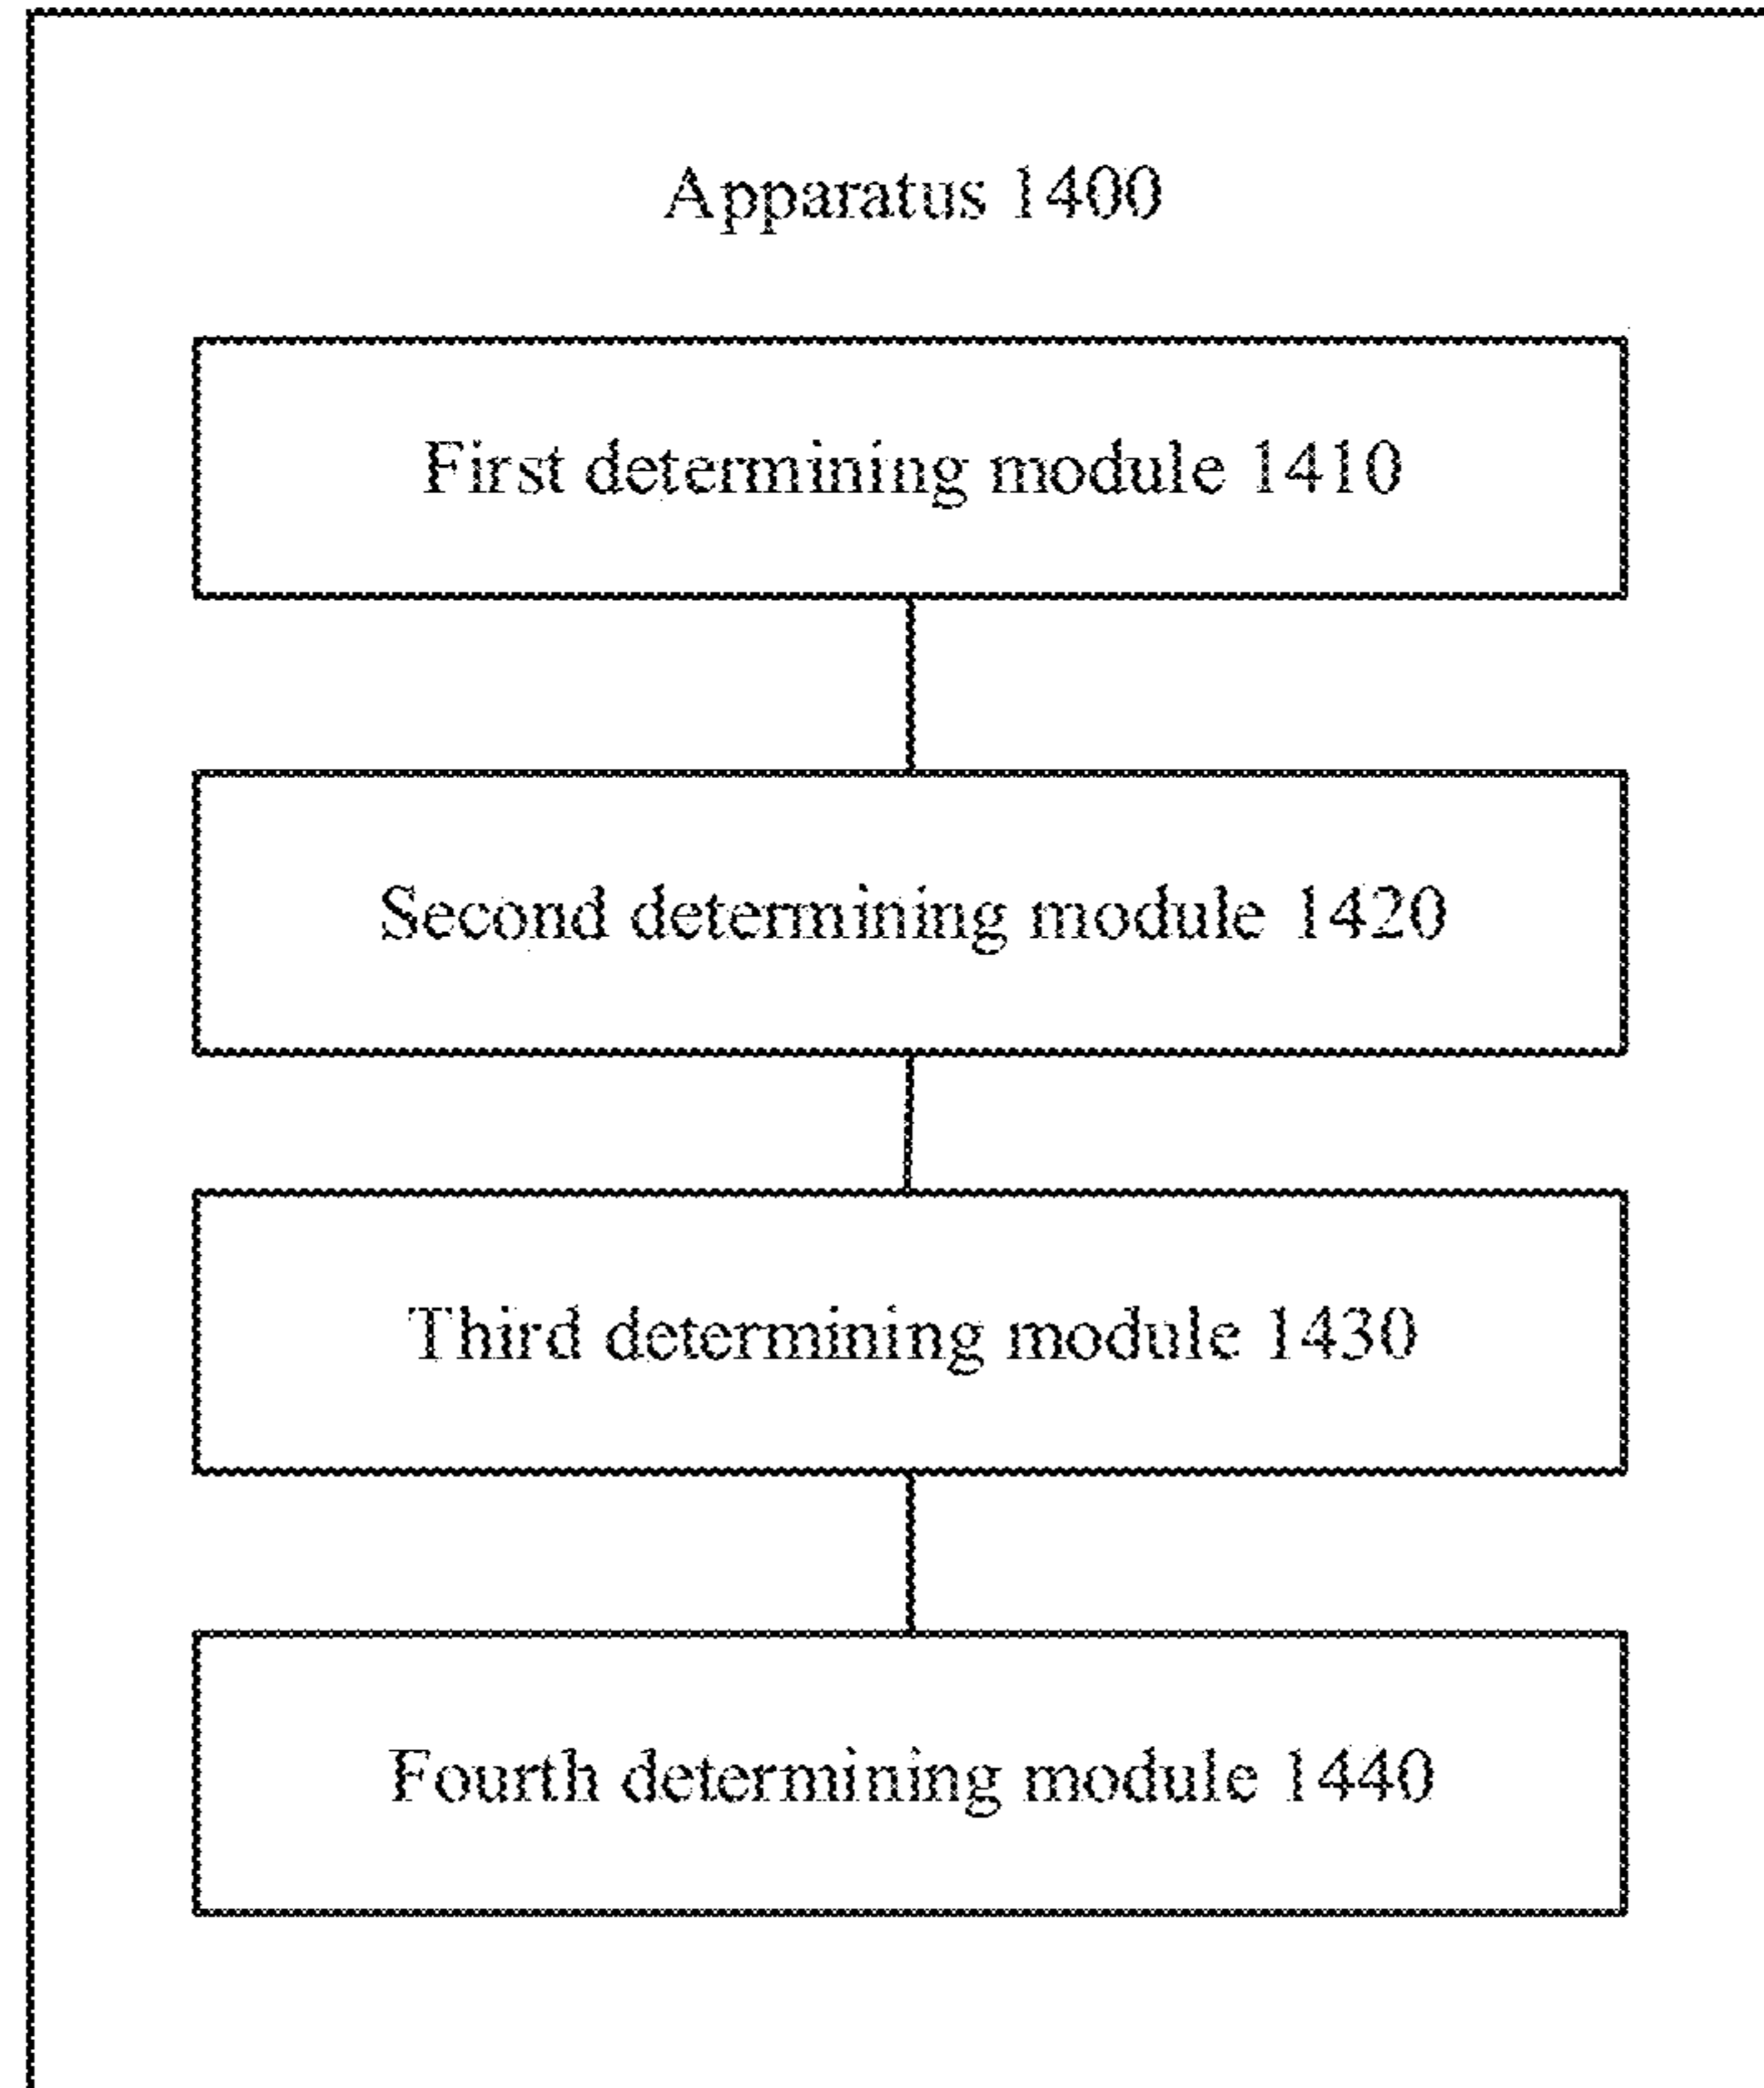 Apparatus 1400
First determining module 1410
Second determining module 1420
Third determining module 1430
Fourth determining module 1440